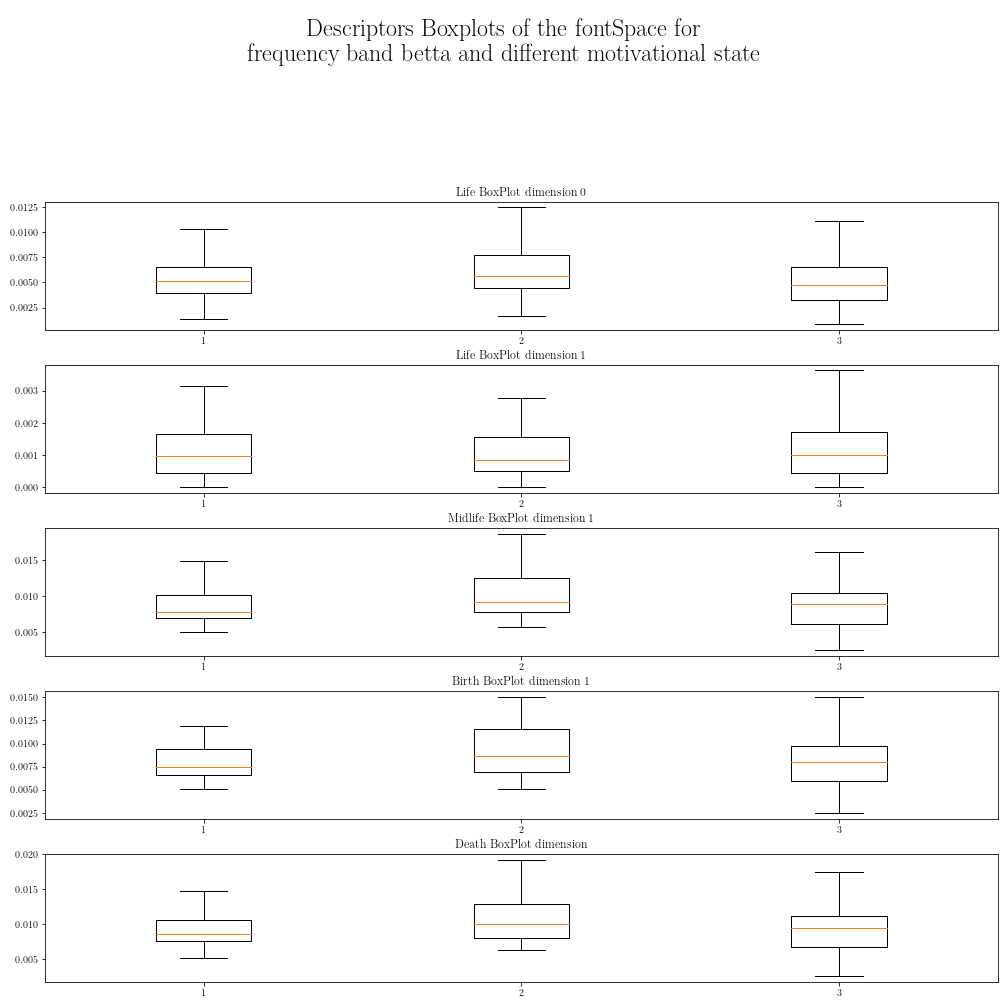 Descriptors Boxplots of the fontSpace for
frequency band betta and different motivational state
Life BoxPlot dimension 0
0.0125
0.0100
0.0075
0.0050
0.0025
1 2 3
Life BoxPlot dimension 1
0.003
0.002
0.001
0.000
1 2 3
Midlife BoxPlot dimension 1
0.015
0.010
0.005
1 2 3
Birth BoxPlot dimension 1
0.0150
0.0125
0.0100
0.0075
0.0050
0.0025
1 2 3
Death BoxPlot dimension
0.020
0.015
0.010
0.005
1 2 3